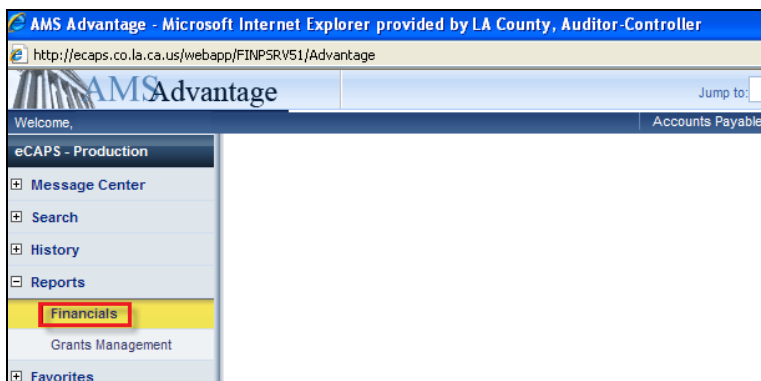 AMS Advantage - Microsoft Internet Explorer provided by LA County, Auditor-Controller
http://ecaps.co.la.ca.us/webapp/FINPSRV51/Advantage
AMSAdvantage
Jump to:
Welcome,
Accounts Payable
eCAPS - Production
Message Center
Search
History
Reports
Financials
Grants Management
Favorites